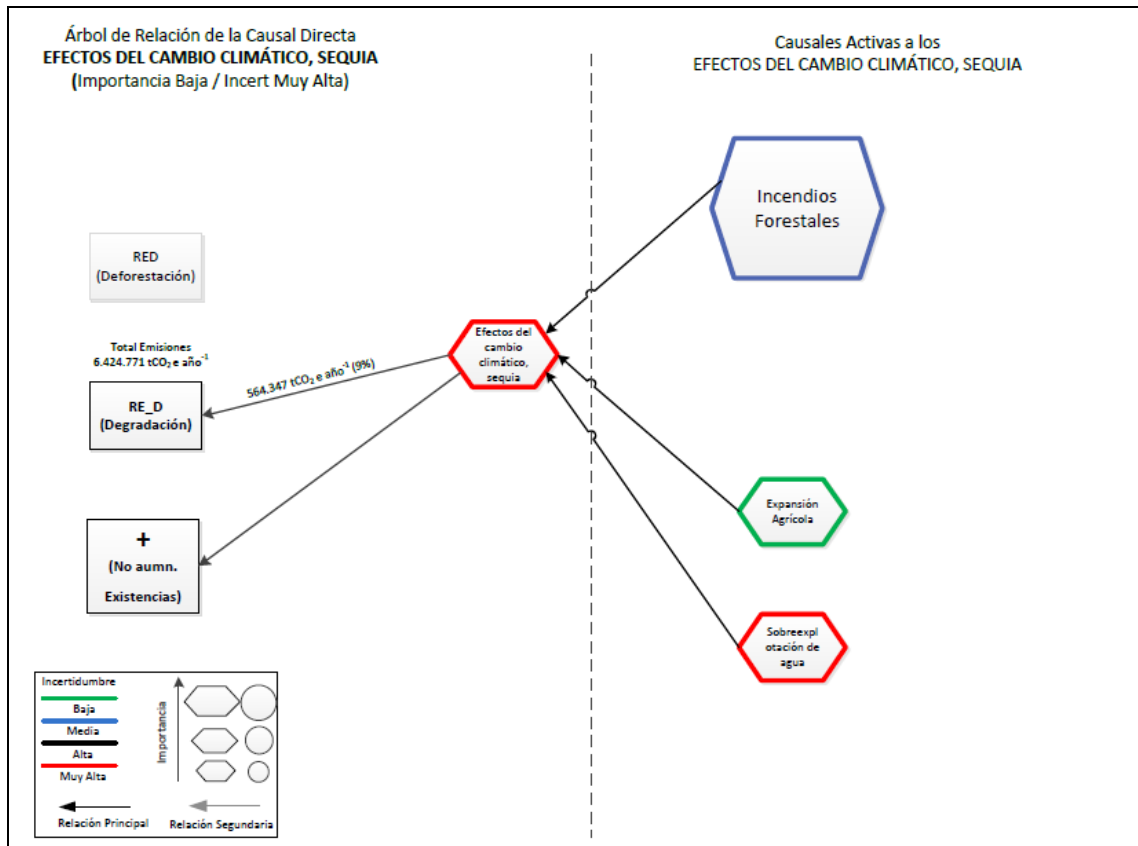 Árbol de Relación de la Causal Directa
EFECTOS DEL CAMBIO CLIMÁTICO, SEQUIA
(Importancia Baja / Incert Muy Alta)
Causales Activas a los
EFECTOS DEL CAMBIO CLIMÁTICO, SEQUIA
Incendios
Forestales
RED
(Deforestación)
Total Emisiones
6.424.771 tCO₂ e año⁻¹
564.347 tCO₂ e año⁻¹ (9%)
Efectos del
cambio
climático,
sequia
RE_D
(Degradación)
+
(No aumn.
Existencias)
Expansión
Agrícola
Sobreexpl
otación de
agua
Incertidumbre
Baja
Media
Alta
Muy Alta
Importancia
Relación Principal
Relación Segundaria